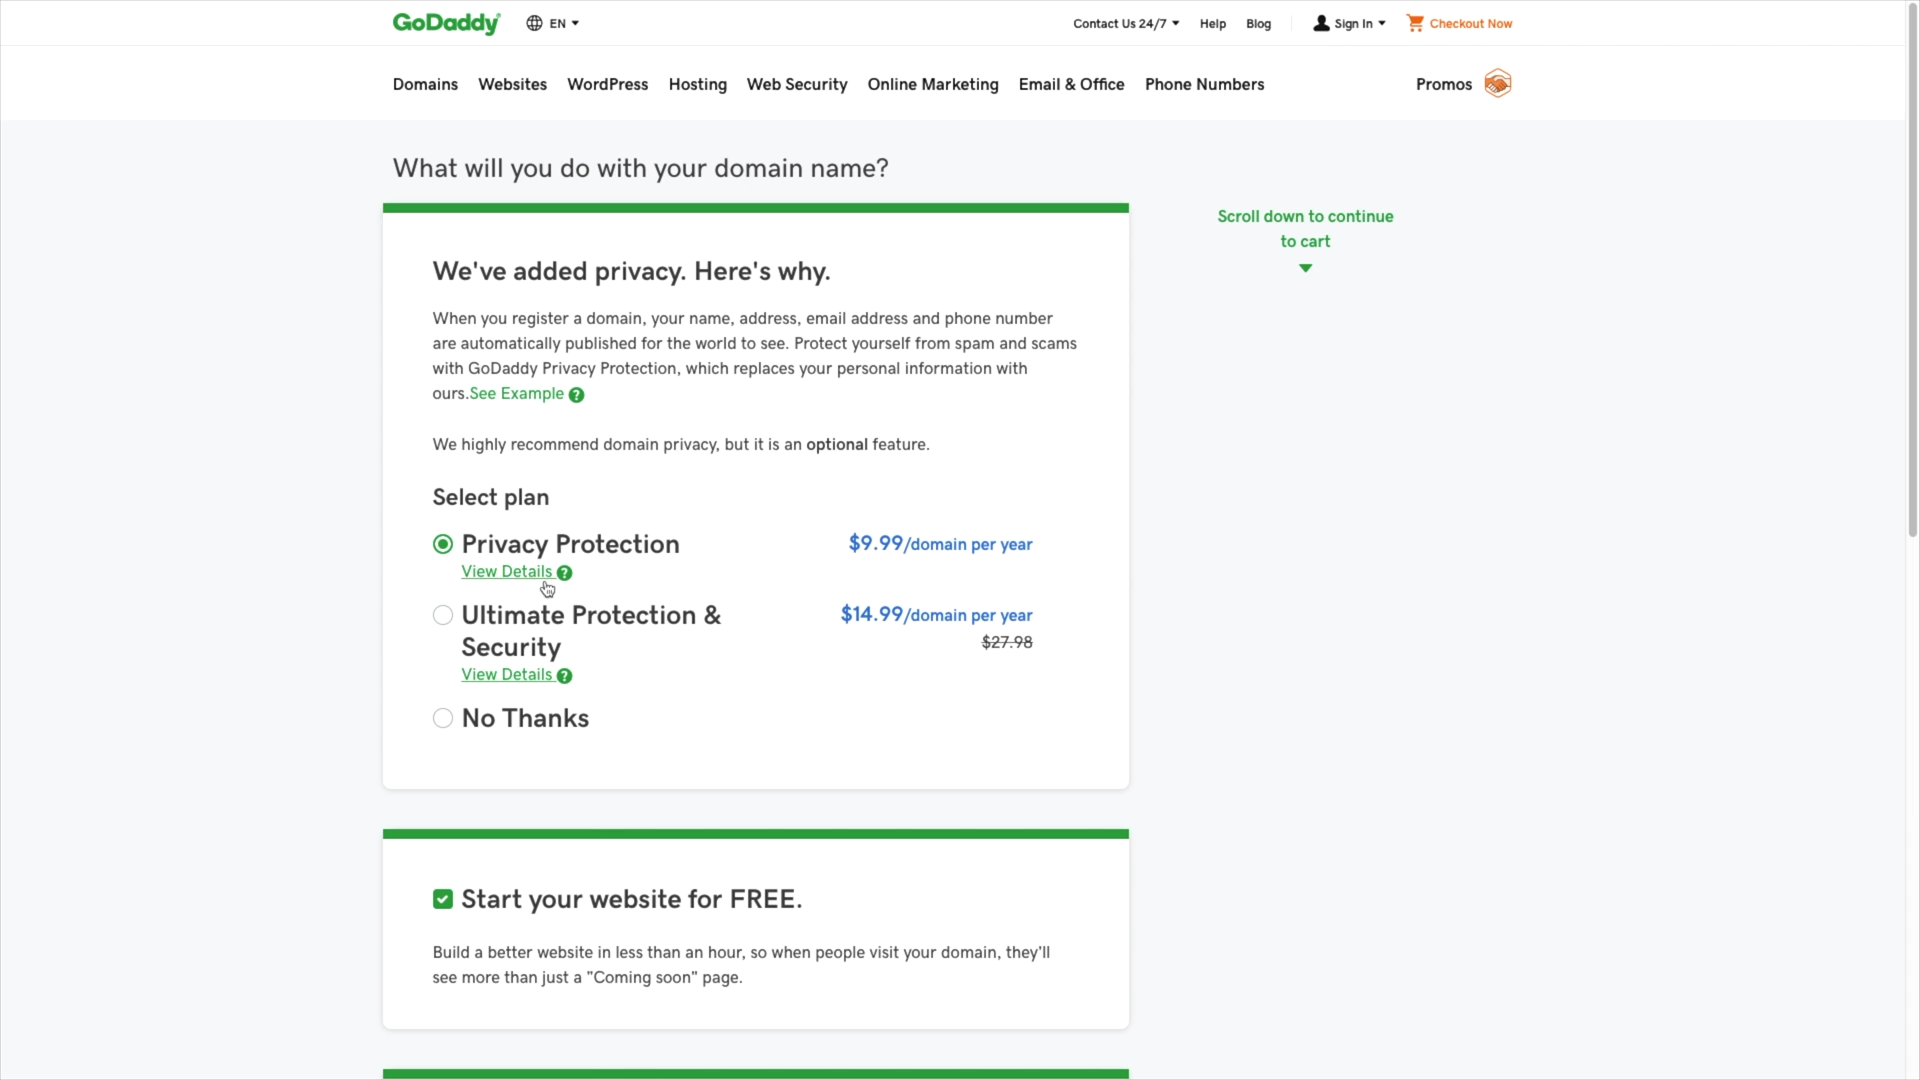 GoDaddy
EN
Contact Us 24/7
Help
Blog
Sign In
Checkout Now
Domains
Websites
WordPress
Hosting
Web Security
Online Marketing
Email & Office
Phone Numbers
Promos
What will you do with your domain name?
Scroll down to continue
to cart
We've added privacy. Here's why.
When you register a domain, your name, address, email address and phone number
are automatically published for the world to see. Protect yourself from spam and scams
with GoDaddy Privacy Protection, which replaces your personal information with
ours.See Example ?
We highly recommend domain privacy, but it is an optional feature.
Select plan
Privacy Protection
$9.99/domain per year
View Details ?
Ultimate Protection &
Security
$14.99/domain per year
$27.98
View Details ?
No Thanks
Start your website for FREE.
Build a better website in less than an hour, so when people visit your domain, they'll
see more than just a "Coming soon" page.